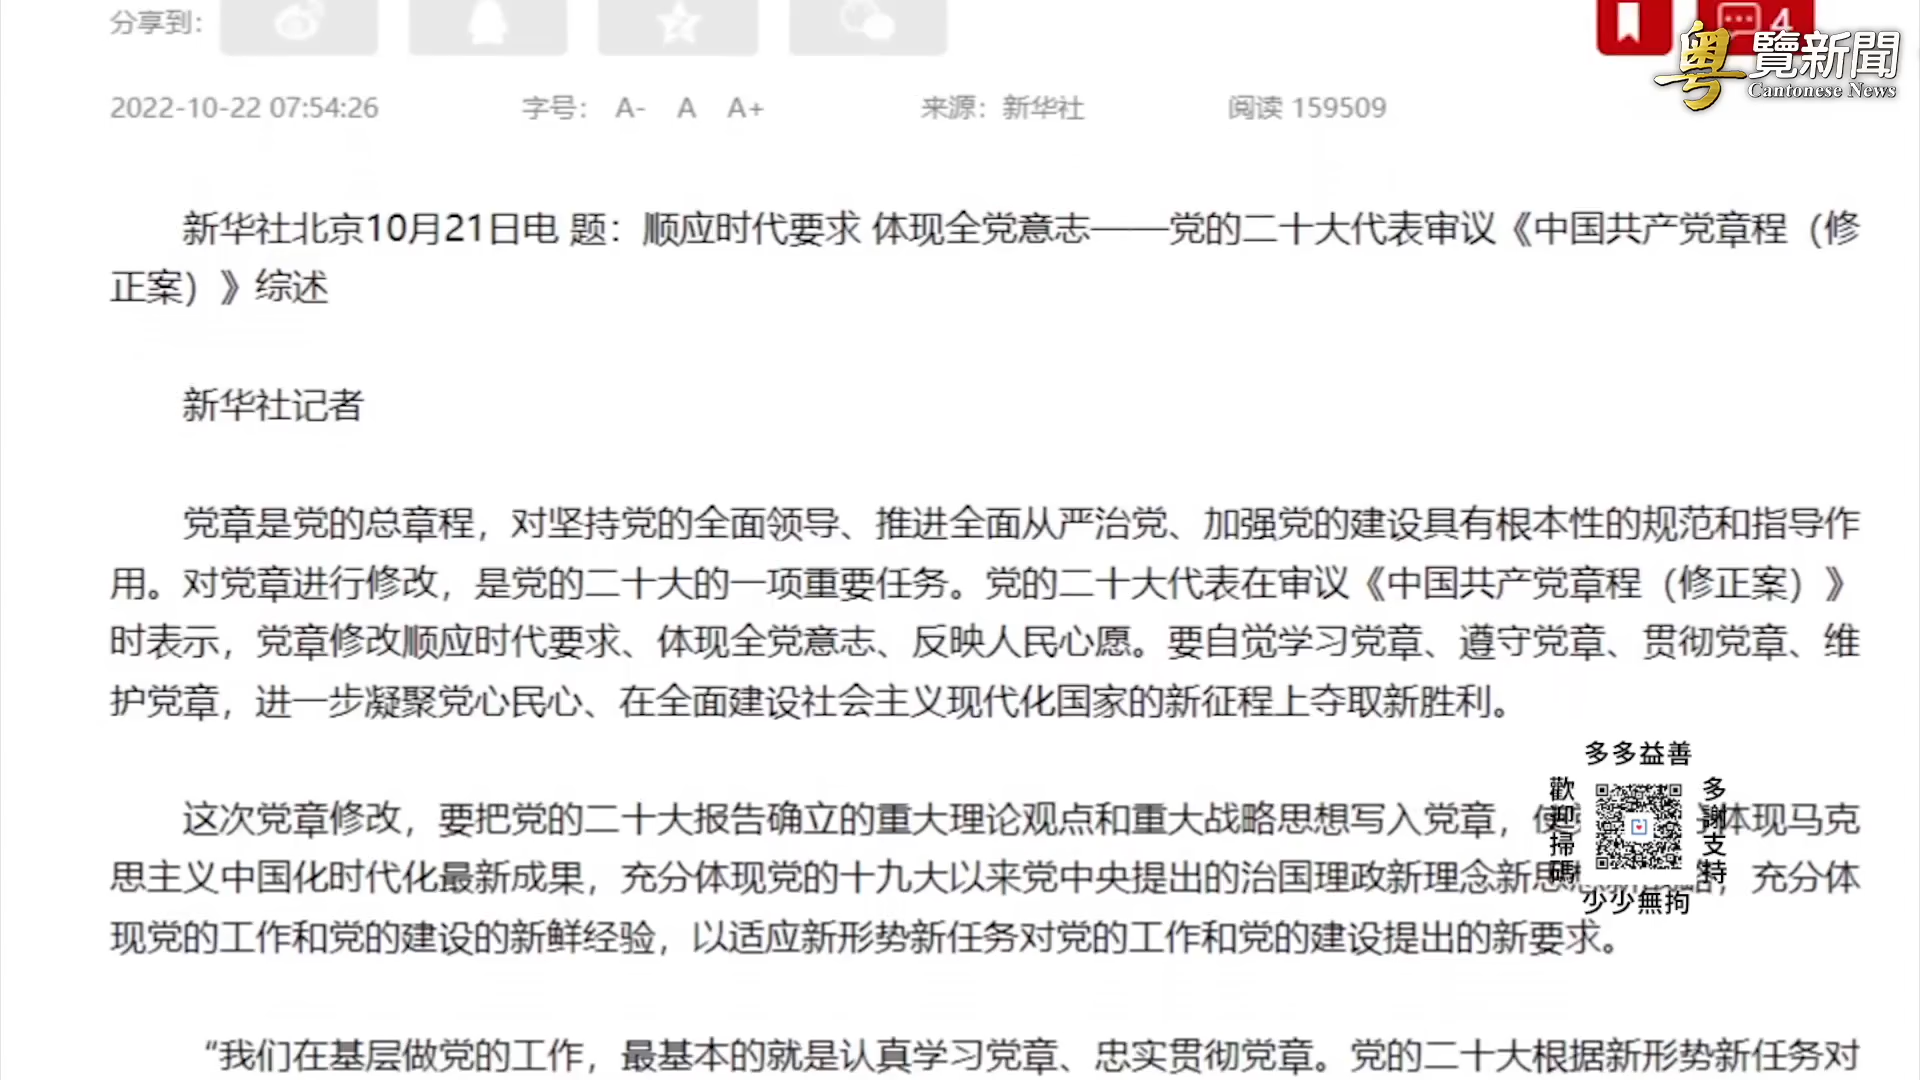 分享到:
4
粤覽新聞
Cantonese News
2022-10-22 07:54:26 字号: A- A A+ 来源: 新华社 阅读 159509
新华社北京10月21日电 题：顺应时代要求 体现全党意志——党的二十大代表审议《中国共产党章程（修
正案）》综述
新华社记者
党章是党的总章程，对坚持党的全面领导、推进全面从严治党、加强党的建设具有根本性的规范和指导作
用。对党章进行修改，是党的二十大的一项重要任务。党的二十大代表在审议《中国共产党章程（修正案）》
时表示，党章修改顺应时代要求、体现全党意志、反映人民心愿。要自觉学习党章、遵守党章、贯彻党章、维
护党章，进一步凝聚党心民心、在全面建设社会主义现代化国家的新征程上夺取新胜利。
这次党章修改，要把党的二十大报告确立的重大理论观点和重大战略思想写入党章，体现马克
思主义中国化时代化最新成果，充分体现党的十九大以来党中央提出的治国理政新理念新思，充分体
现党的工作和党的建设的新鲜经验，以适应新形势新任务对党的工作和党的建设提出的新要求。
“我们在基层做党的工作，最基本的就是认真学习党章、忠实贯彻党章。党的二十大根据新形势新任务对
多多益善
歡迎掃碼
多謝支持
少少無拘